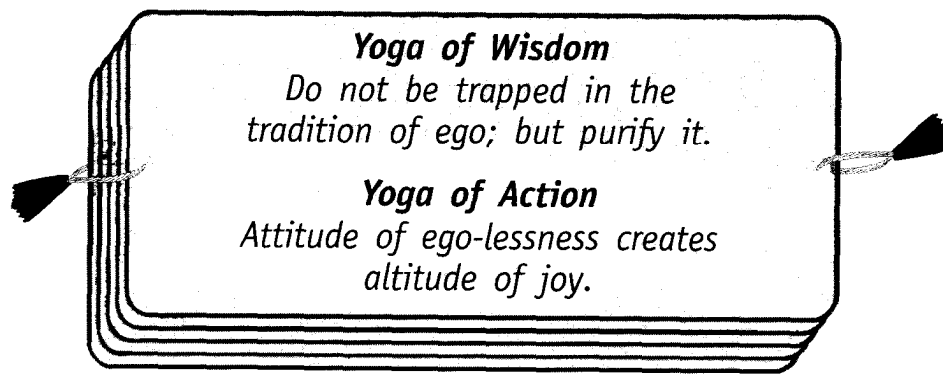 Yoga of Wisdom
Do not be trapped in the
tradition of ego; but purify it.
Yoga of Action
Attitude of ego-lessness creates
altitude of joy.